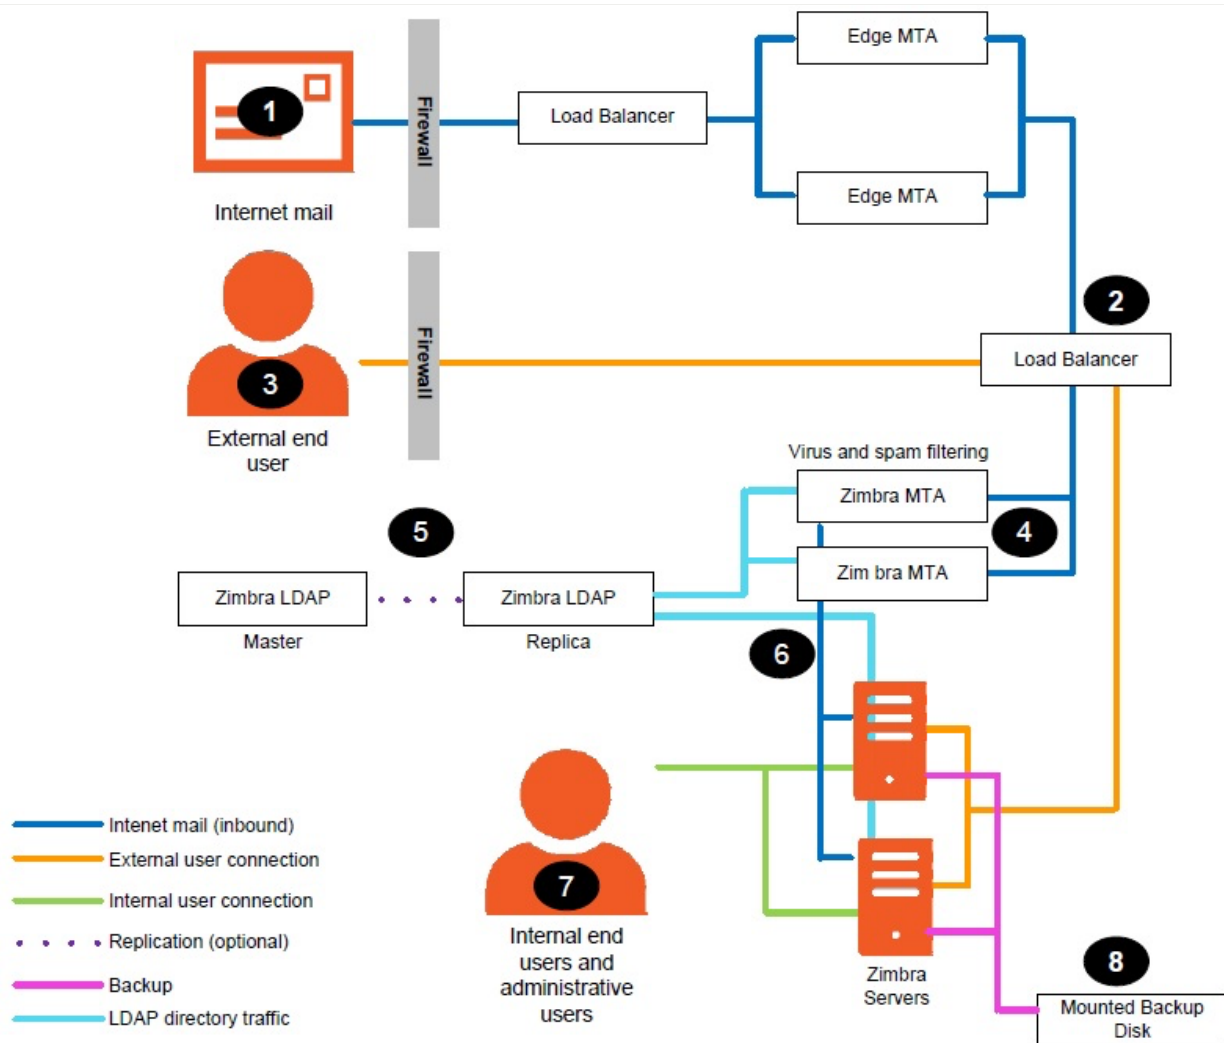 Edge MTA
1
Firewall
Load Balancer
Edge MTA
Internet mail
2
Firewall
Load Balancer
3
External end
user
Virus and spam filtering
Zimbra MTA
4
5
Zim bra MTA
Zimbra LDAP
Zimbra LDAP
Master
Replica
6
Intenet mail (inbound)
External user connection
Internal user connection
Replication (optional)
Backup
LDAP directory traffic
7
Internal end
users and
administrative
users
Zimbra
Servers
8
Mounted Backup
Disk